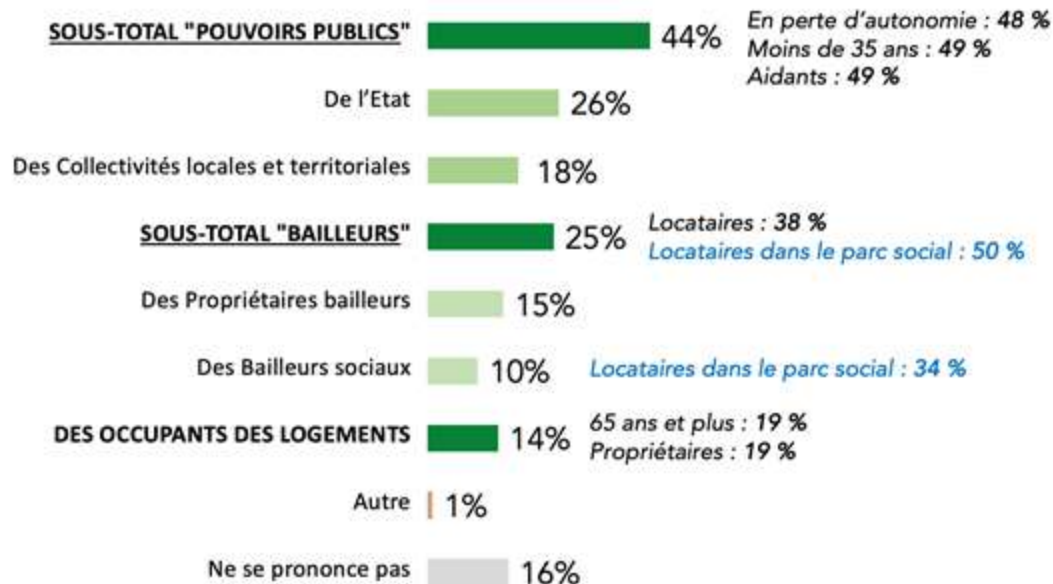 SOUS-TOTAL "POUVOIRS PUBLICS" 44% En perte d’autonomie : 48 %
Moins de 35 ans : 49 %
Aidants : 49 %
De l’Etat 26%
Des Collectivités locales et territoriales 18%
SOUS-TOTAL "BAILLEURS" 25% Locataires : 38 %
Locataires dans le parc social : 50 %
Des Propriétaires bailleurs 15%
Des Bailleurs sociaux 10% Locataires dans le parc social : 34 %
DES OCCUPANTS DES LOGEMENTS 14% 65 ans et plus : 19 %
Propriétaires : 19 %
Autre 1%
Ne se prononce pas 16%